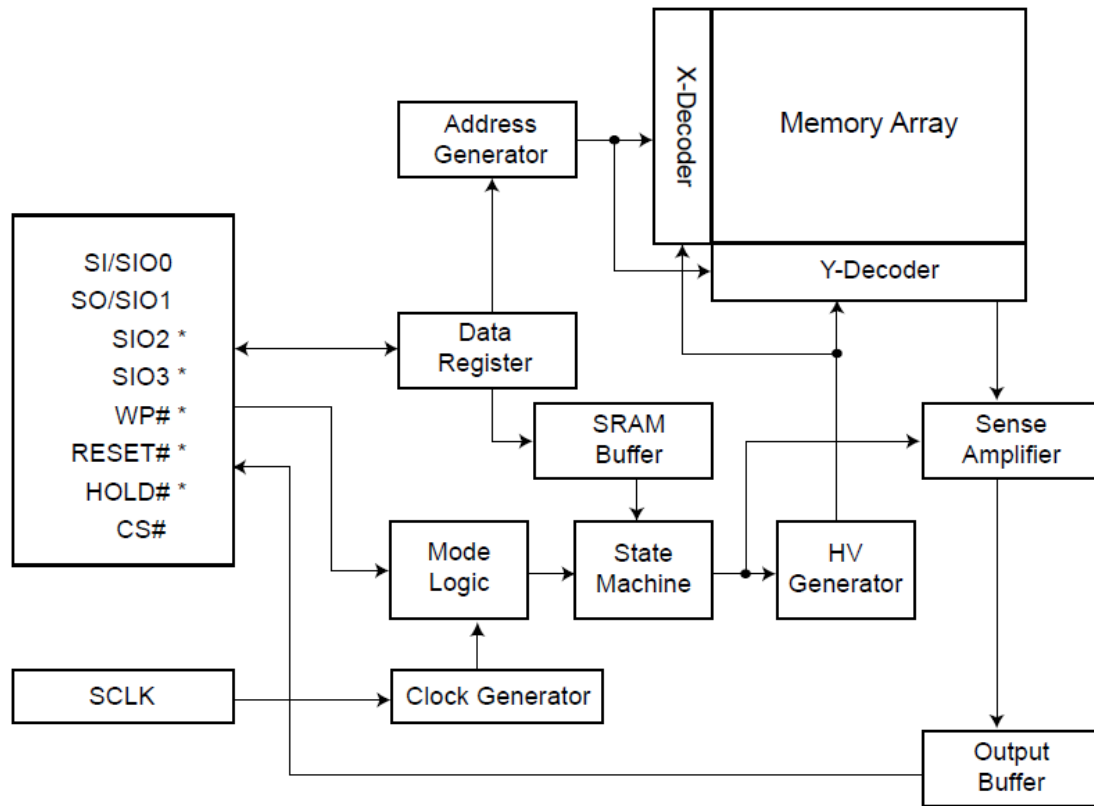 X-Decoder
Memory Array
Address
Generator
SI/SIO0
SO/SIO1
SIO2 *
SIO3 *
WP# *
RESET# *
HOLD# *
CS#
Y-Decoder
Data
Register
SRAM
Buffer
Sense
Amplifier
Mode
Logic
State
Machine
HV
Generator
SCLK
Clock Generator
Output
Buffer